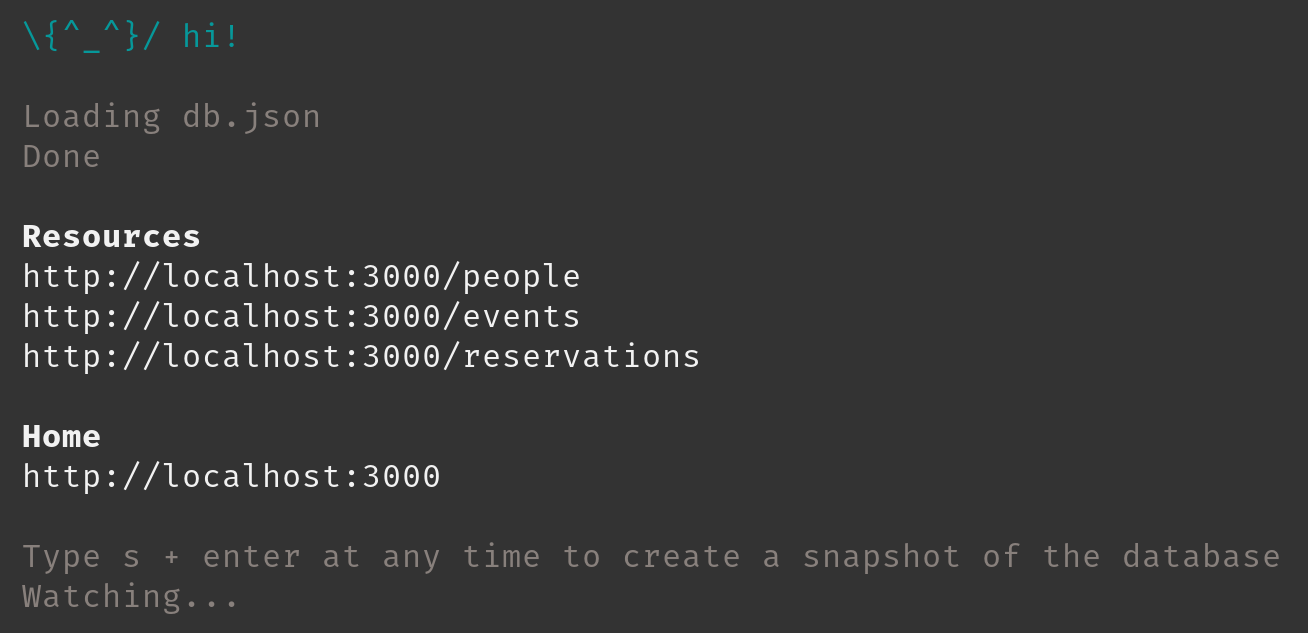 \{^_^}/ hi!
Loading db.json
Done
Resources
http://localhost:3000/people
http://localhost:3000/events
http://localhost:3000/reservations
Home
http://localhost:3000
Type s + enter at any time to create a snapshot of the database
Watching...